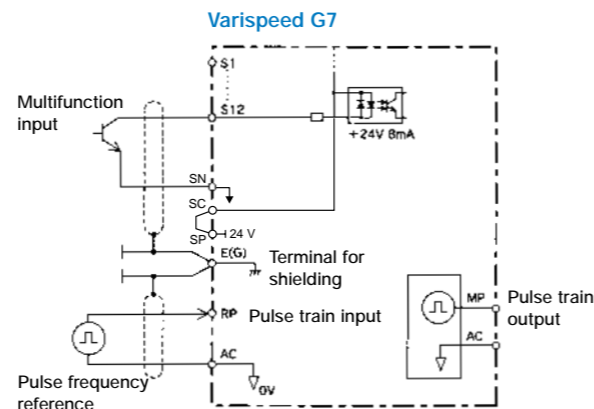 Varispeed G7
S1
Multifunction
input
S12
+24V 8mA
SN
SC
SP
24 V
E(G)
Terminal for
shielding
RP
Pulse train input
MP
Pulse train
output
AC
AC
0V
Pulse frequency
reference